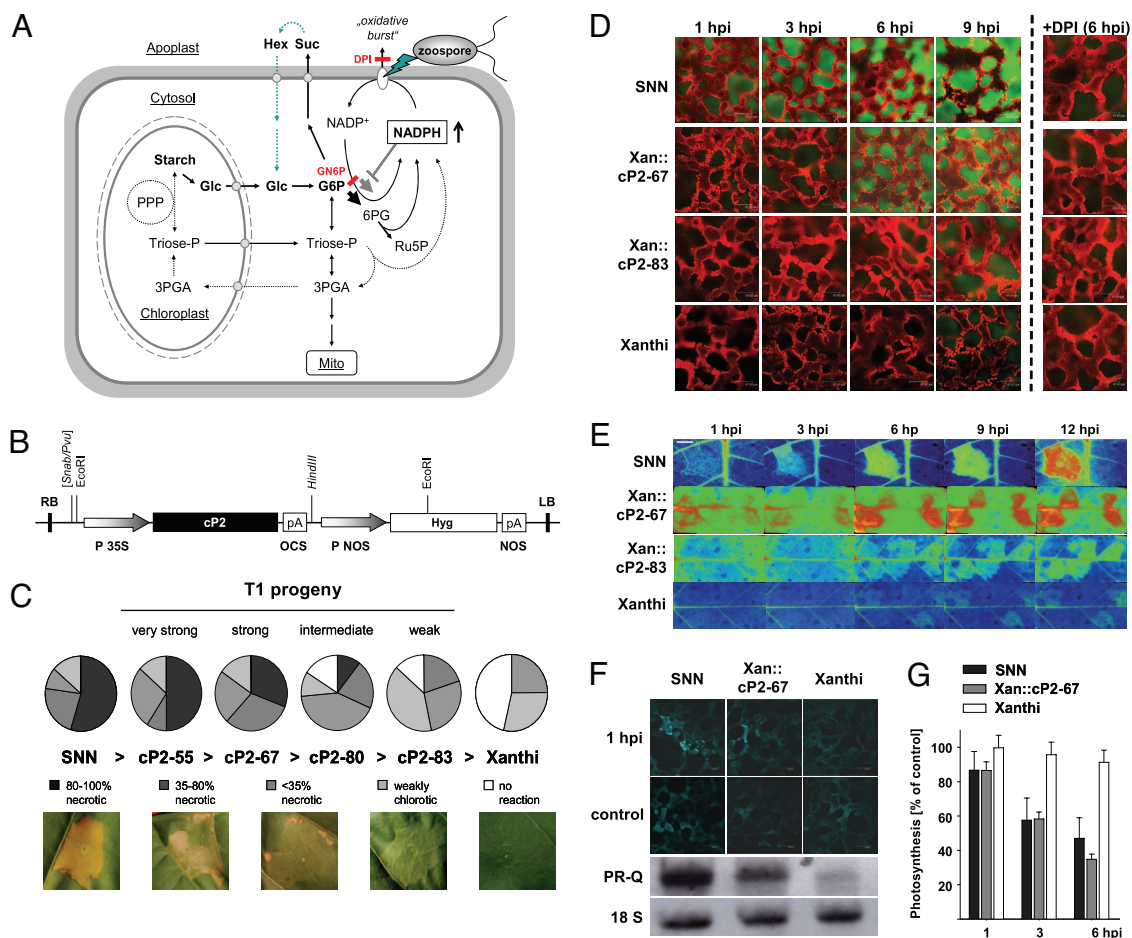 A
„oxidative
burst“
Apoplast
Hex Suc
DPI
zoospore
Cytosol
NADP+
NADPH
Starch
GN6P
Glc
Glc
G6P
PPP
6PG
Triose-P
Triose-P
Ru5P
3PGA
3PGA
Chloroplast
Mito
B
[Snab/Pvu]
EcoRI
HindIII
EcoRI
RB
LB
cP2
pA
Hyg
pA
P 35S
OCS
P NOS
NOS
C
T1 progeny
very strong
strong
intermediate
weak
SNN > cP2-55 > cP2-67 > cP2-80 > cP2-83 > Xanthi
80-100% necrotic
35-80% necrotic
<35% necrotic
weakly chlorotic
no reaction
D
1 hpi
3 hpi
6 hpi
9 hpi
+DPI (6 hpi)
SNN
Xan::
cP2-67
Xan::
cP2-83
Xanthi
E
1 hpi
3 hpi
6 hp
9 hpi
12 hpi
SNN
Xan::
cP2-67
Xan::
cP2-83
Xanthi
F
SNN
Xan::
cP2-67
Xanthi
1 hpi
control
PR-Q
18 S
G
SNN
Xan::cP2-67
Xanthi
Photosynthesis [% of control]
100
80
60
40
20
0
1
3
6 hpi